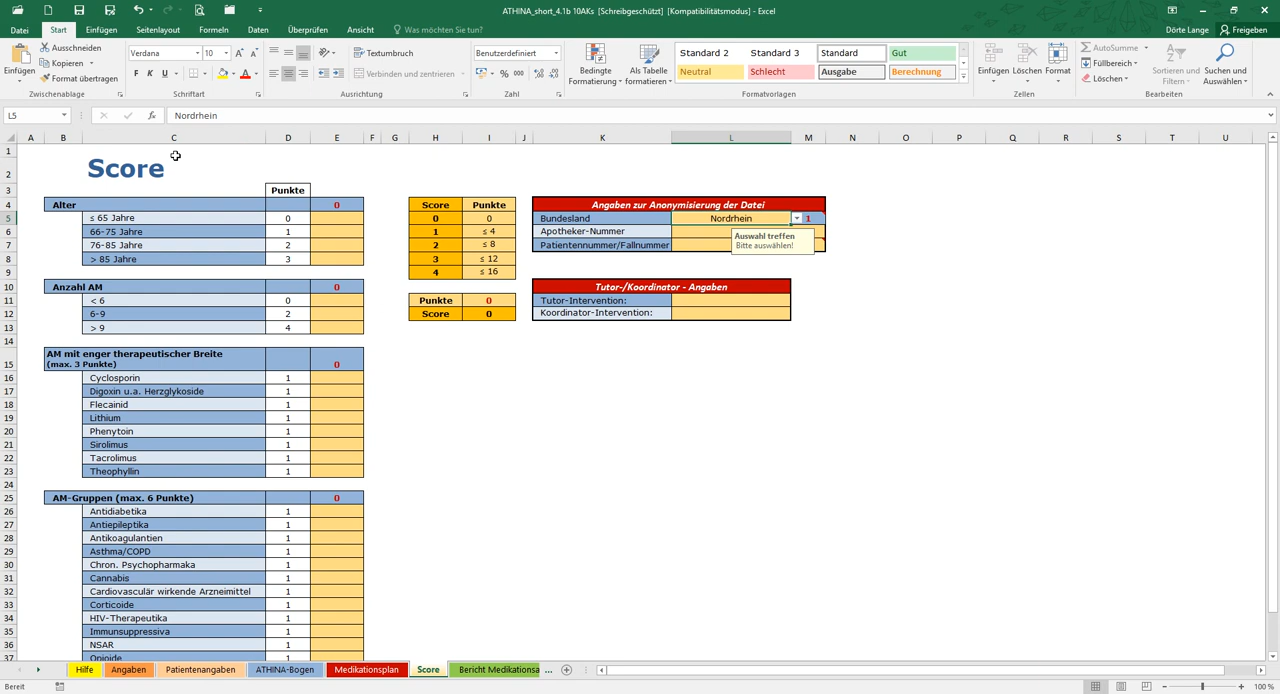 ATHINA_short_4.1b 10AKs [Schreibgeschützt] [Kompatibilitätsmodus] - Excel
Datei Start Einfügen Seitenlayout Formeln Daten Überprüfen Ansicht Was möchten Sie tun? Dörte Lange Freigeben
Einfügen
Ausschneiden
Kopieren
Format übertragen
Zwischenablage
Verdana 10
F K U
Schriftart
Textumbruch
Verbinden und zentrieren
Ausrichtung
Benutzerdefiniert
% 000
Zahl
Bedingte Formatierung
Als Tabelle formatieren
Standard 2 Standard 3 Standard Gut
Neutral Schlecht Ausgabe Berechnung
Formatvorlagen
Einfügen Löschen Format
Zellen
AutoSumme
Füllbereich
Löschen
Sortieren und Filtern
Suchen und Auswählen
Bearbeiten
L5 fx Nordrhein
A B C D E F G H I J K L M N O P Q R S T U
1
2 Score
3 Punkte
4 Alter 0 Score Punkte Angaben zur Anonymisierung der Datei
5 ≤ 65 Jahre 0 0 0 Bundesland Nordrhein 1
6 66-75 Jahre 1 1 ≤ 4 Apotheker-Nummer
7 76-85 Jahre 2 2 ≤ 8 Patientennummer/Fallnummer
8 > 85 Jahre 3 3 ≤ 12
Auswahl treffen
Bitte auswählen!
9 4 ≤ 16
10 Anzahl AM 0 Tutor-/Koordinator - Angaben
11 < 6 0 Punkte 0 Tutor-Intervention:
12 6-9 2 Score 0 Koordinator-Intervention:
13 > 9 4
14
15 AM mit enger therapeutischer Breite
(max. 3 Punkte) 0
16 Cyclosporin 1
17 Digoxin u.a. Herzglykoside 1
18 Flecainid 1
19 Lithium 1
20 Phenytoin 1
21 Sirolimus 1
22 Tacrolimus 1
23 Theophyllin 1
24
25 AM-Gruppen (max. 6 Punkte) 0
26 Antidiabetika 1
27 Antiepileptika 1
28 Antikoagulantien 1
29 Asthma/COPD 1
30 Chron. Psychopharmaka 1
31 Cannabis 1
32 Cardiovasculär wirkende Arzneimittel 1
33 Corticoide 1
34 HIV-Therapeutika 1
35 Immunsuppressiva 1
36 NSAR 1
37 Opioide 1
Hilfe Angaben Patientenangaben ATHINA-Bogen Medikationsplan Score Bericht Medikationsa ...
Bereit 100 %